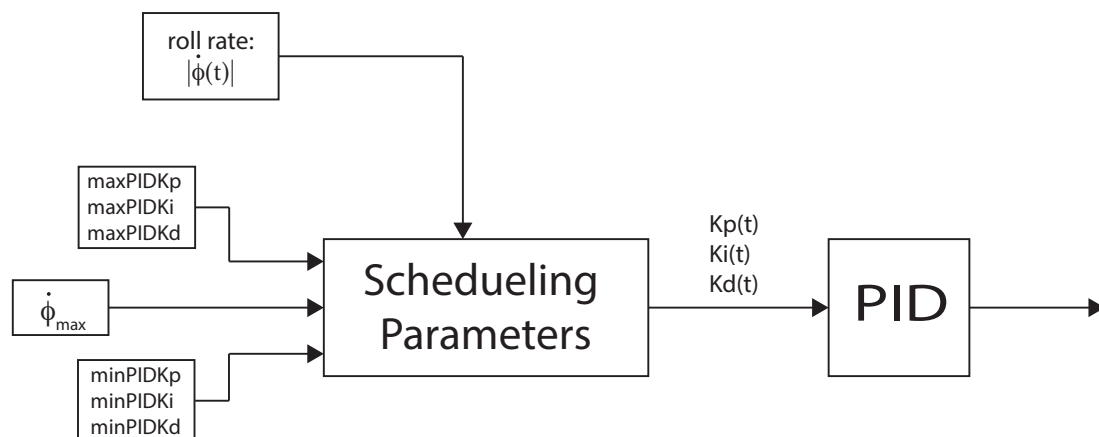 roll rate:
|ϕ̇(t)|
maxPIDKp
maxPIDKi
maxPIDKd
ϕ̇max
minPIDKp
minPIDKi
minPIDKd
Schedueling
Parameters
Kp(t)
Ki(t)
Kd(t)
PID